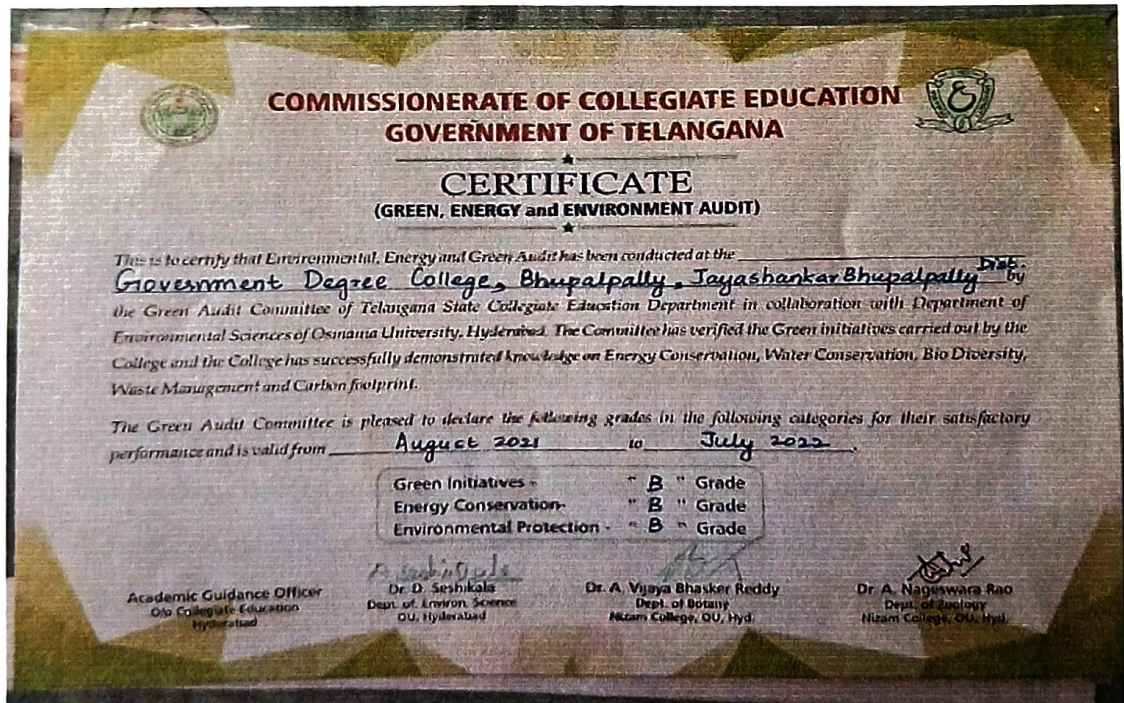 COMMISSIONERATE OF COLLEGIATE EDUCATION
GOVERNMENT OF TELANGANA
CERTIFICATE
(GREEN, ENERGY and ENVIRONMENT AUDIT)
This is to certify that Environmental, Energy and Green Audit has been conducted at the
Government Degree College, Bhupalpally, Jayashankar Bhupalpally Dist. by
the Green Audit Committee of Telangana State Collegiate Education Department in collaboration with Department of
Environmental Sciences of Osmania University, Hyderabad. The Committee has verified the Green initiatives carried out by the
College and the College has successfully demonstrated knowledge on Energy Conservation, Water Conservation, Bio Diversity,
Waste Management and Carbon footprint.
The Green Audit Committee is pleased to declare the following grades in the following categories for their satisfactory
performance and is valid from August 2021 to July 2022.
Green Initiatives - " B " Grade
Energy Conservation- " B " Grade
Environmental Protection - " B " Grade
Academic Guidance Officer
O/o Collegiate Education
Hyderabad
Dr. D. Seshikala
Dept. of. Environ. Science
OU, Hyderabad
Dr. A. Vijaya Bhasker Reddy
Dept. of Botany
Nizam College, OU, Hyd.
Dr. A. Nageswara Rao
Dept. of Zoology
Nizam College, OU, Hyd.